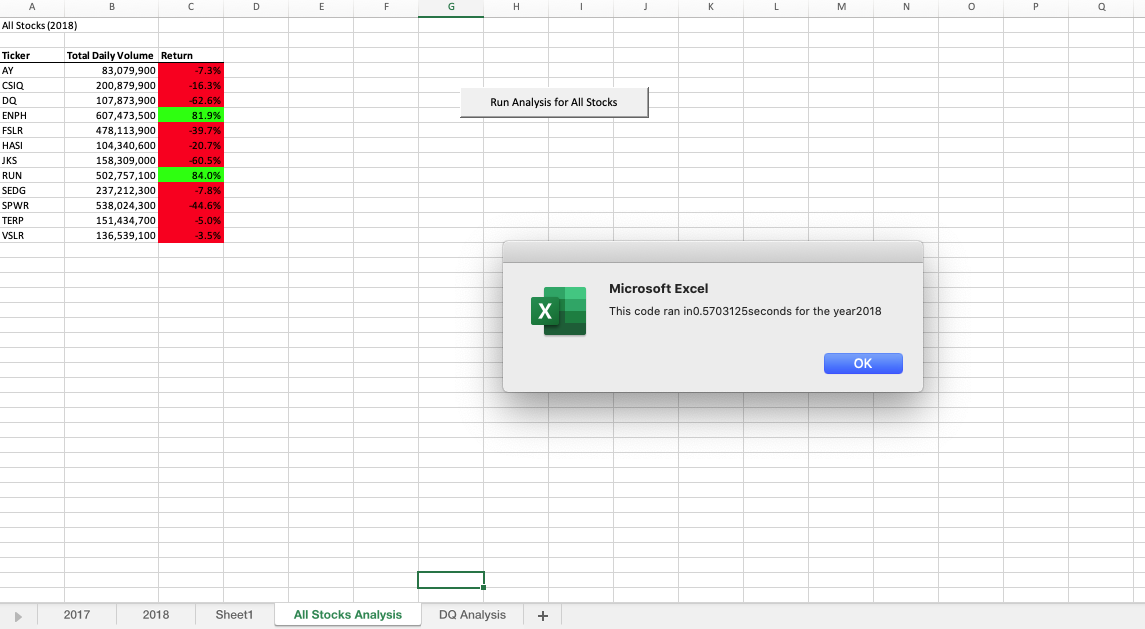 A B C D E F G H I J K L M N O P Q
All Stocks (2018)
Ticker Total Daily Volume Return
AY 83,079,900 -7.3%
CSIQ 200,879,900 -16.3%
DQ 107,873,900 -62.6%
Run Analysis for All Stocks
ENPH 607,473,500 81.9%
FSLR 478,113,900 -39.7%
HASI 104,340,600 -20.7%
JKS 158,309,000 -60.5%
RUN 502,757,100 84.0%
SEDG 237,212,300 -7.8%
SPWR 538,024,300 -44.6%
TERP 151,434,700 -5.0%
VSLR 136,539,100 -3.5%
Microsoft Excel
X
This code ran in0.5703125seconds for the year2018
OK
2017 2018 Sheet1 All Stocks Analysis DQ Analysis +